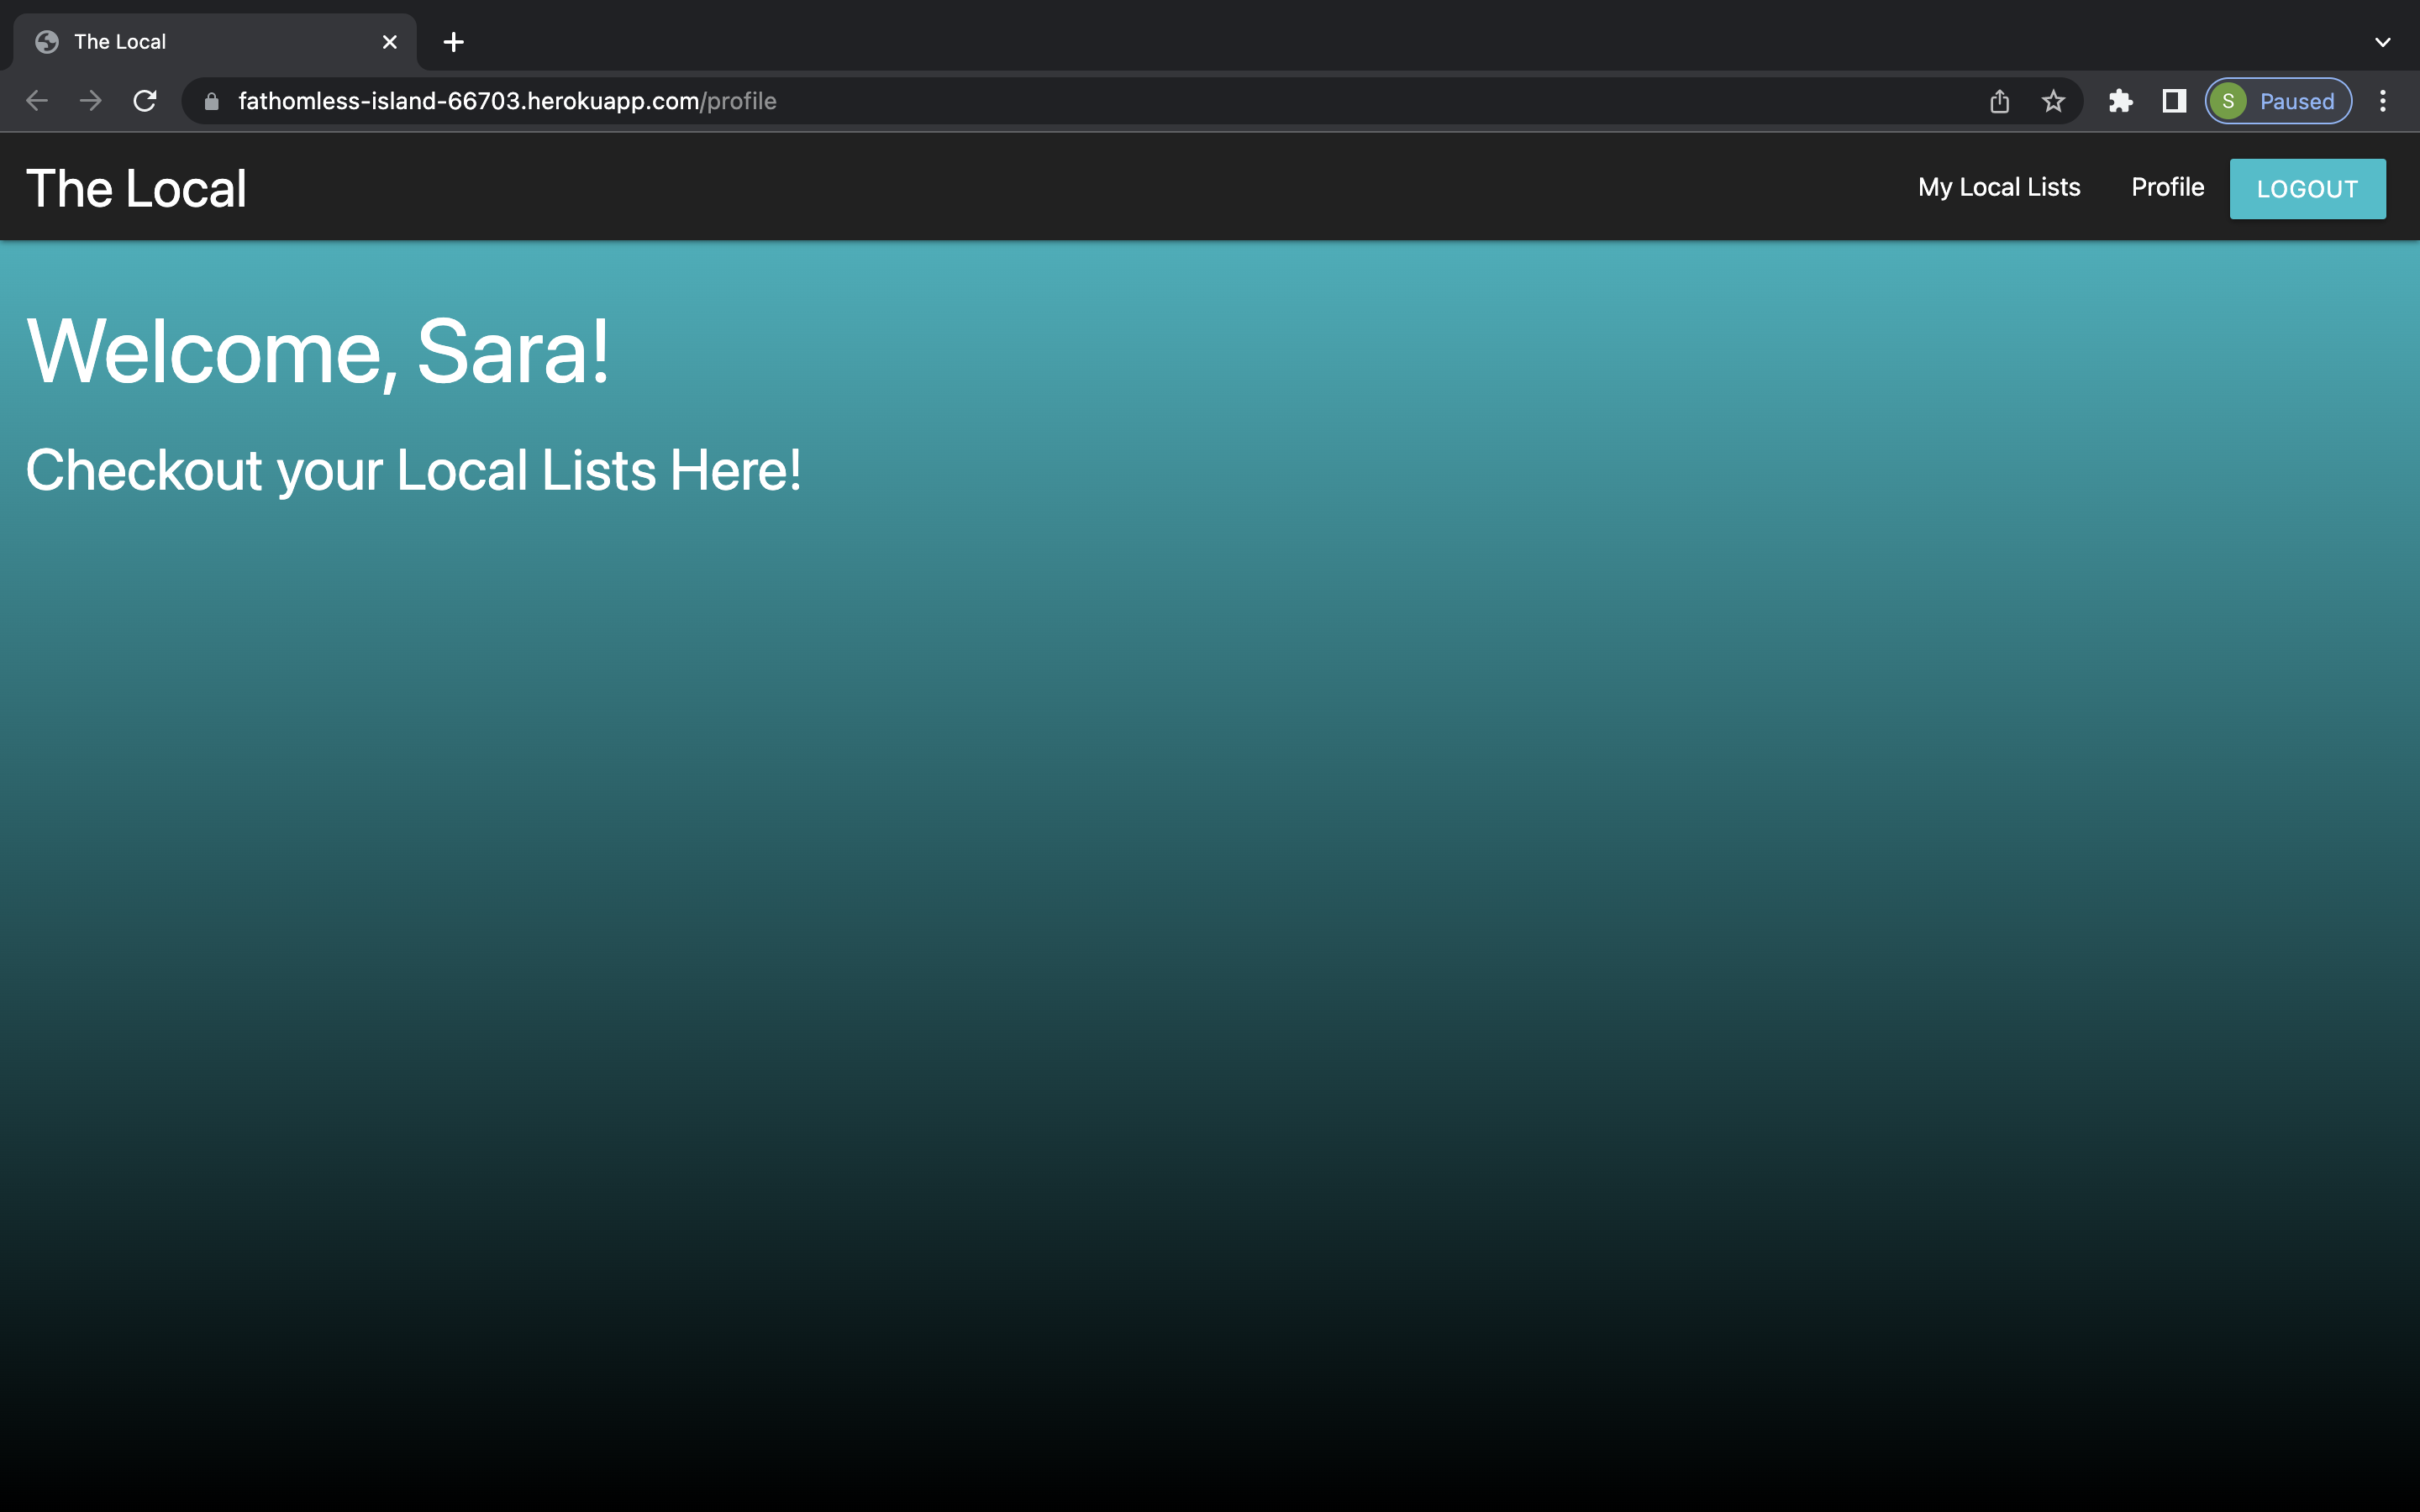 The Local
fathomless-island-66703.herokuapp.com/profile
S Paused
The Local
My Local Lists Profile LOGOUT
Welcome, Sara!
Checkout your Local Lists Here!